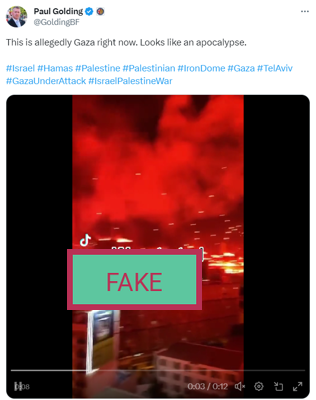 Paul Golding
@GoldingBF
This is allegedly Gaza right now. Looks like an apocalypse.
#Israel #Hamas #Palestine #Palestinian #IronDome #Gaza #TelAviv
#GazaUnderAttack #IsraelPalestineWar
FAKE
0:03 / 0:12